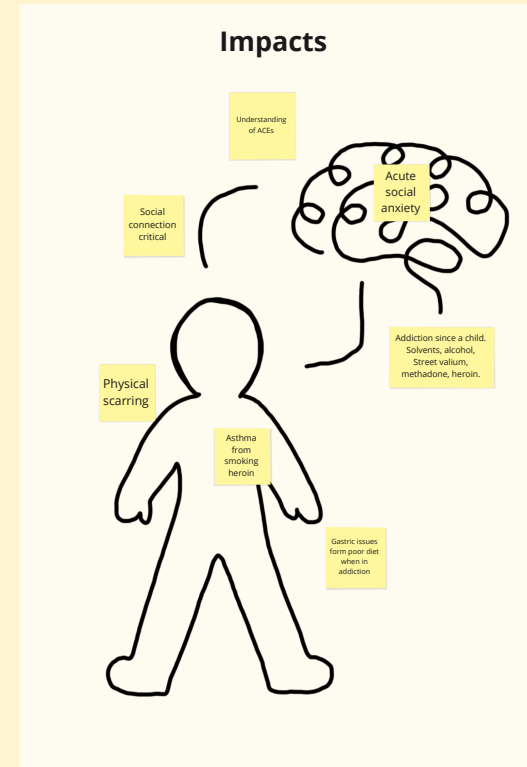 Impacts
Understanding
of ACEs
Acute
social
anxiety
Social
connection
critical
Addiction since a child.
Solvents, alcohol,
Street valium,
methadone, heroin.
Physical
scarring
Asthma
from
smoking
heroin
Gastric issues
form poor diet
when in
addiction